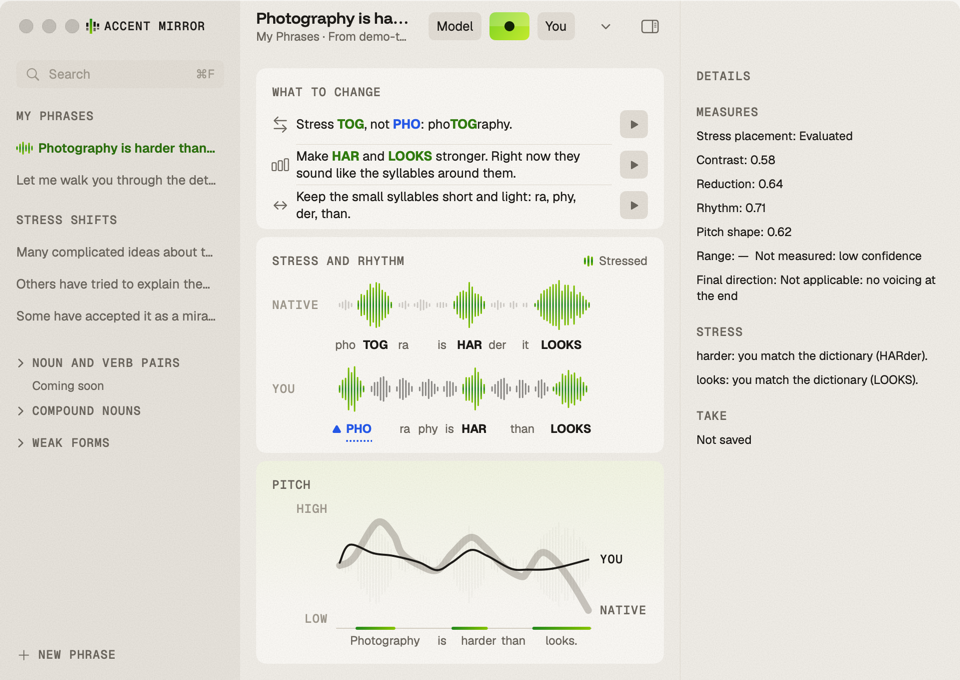 ACCENT MIRROR
Search ⌘F
MY PHRASES
Photography is harder than...
Let me walk you through the det...
STRESS SHIFTS
Many complicated ideas about t...
Others have tried to explain the...
Some have accepted it as a mira...
NOUN AND VERB PAIRS
Coming soon
COMPOUND NOUNS
WEAK FORMS
+ NEW PHRASE
Photography is ha...
My Phrases · From demo-t...
Model
You
WHAT TO CHANGE
Stress TOG, not PHO: phoTOGraphy.
Make HAR and LOOKS stronger. Right now they
sound like the syllables around them.
Keep the small syllables short and light: ra, phy,
der, than.
STRESS AND RHYTHM
Stressed
NATIVE
pho TOG ra is HAR der it LOOKS
YOU
PHO ra phy is HAR than LOOKS
PITCH
HIGH
YOU
NATIVE
LOW
Photography is harder than looks.
DETAILS
MEASURES
Stress placement: Evaluated
Contrast: 0.58
Reduction: 0.64
Rhythm: 0.71
Pitch shape: 0.62
Range: — Not measured: low confidence
Final direction: Not applicable: no voicing at
the end
STRESS
harder: you match the dictionary (HARder).
looks: you match the dictionary (LOOKS).
TAKE
Not saved